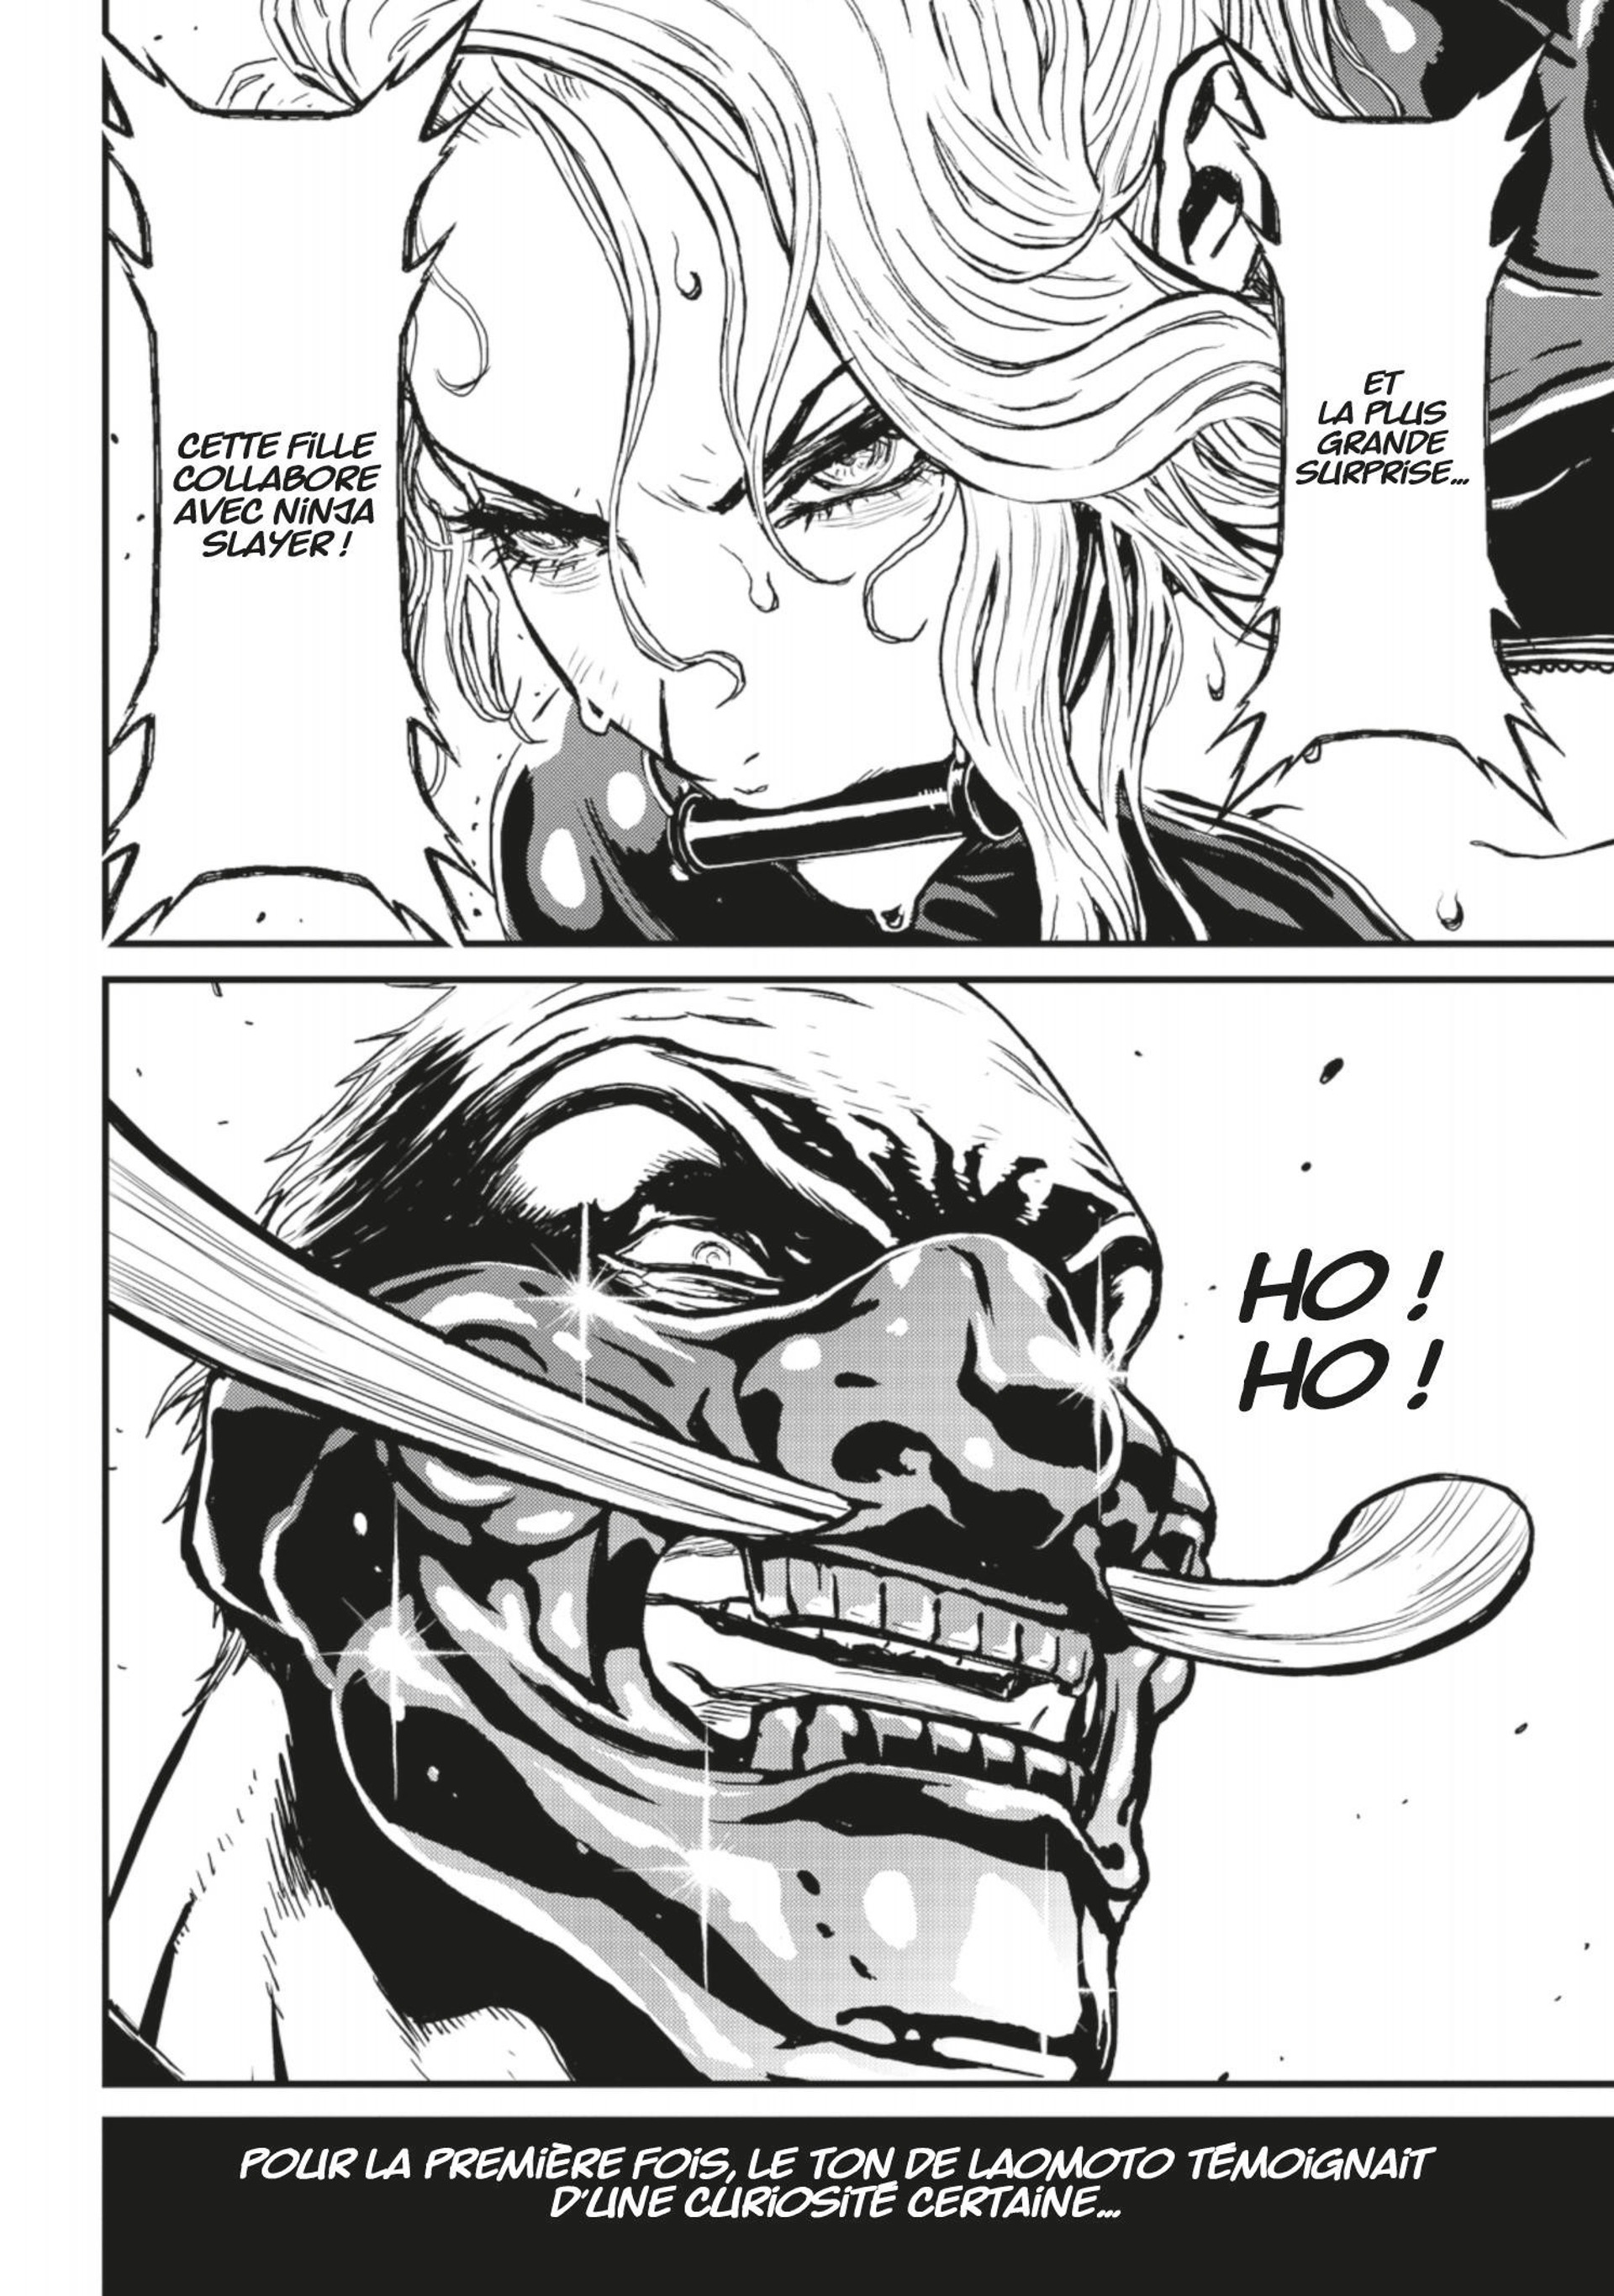 ET
LA PLUS
GRANDE
SURPRISE...
CETTE FILLE
COLLABORE
AVEC NINJA
SLAYER !
HO !
HO !
POUR LA PREMIÈRE FOIS, LE TON DE LAOMOTO TÉMOIGNAIT
D'UNE CURIOSITÉ CERTAINE...